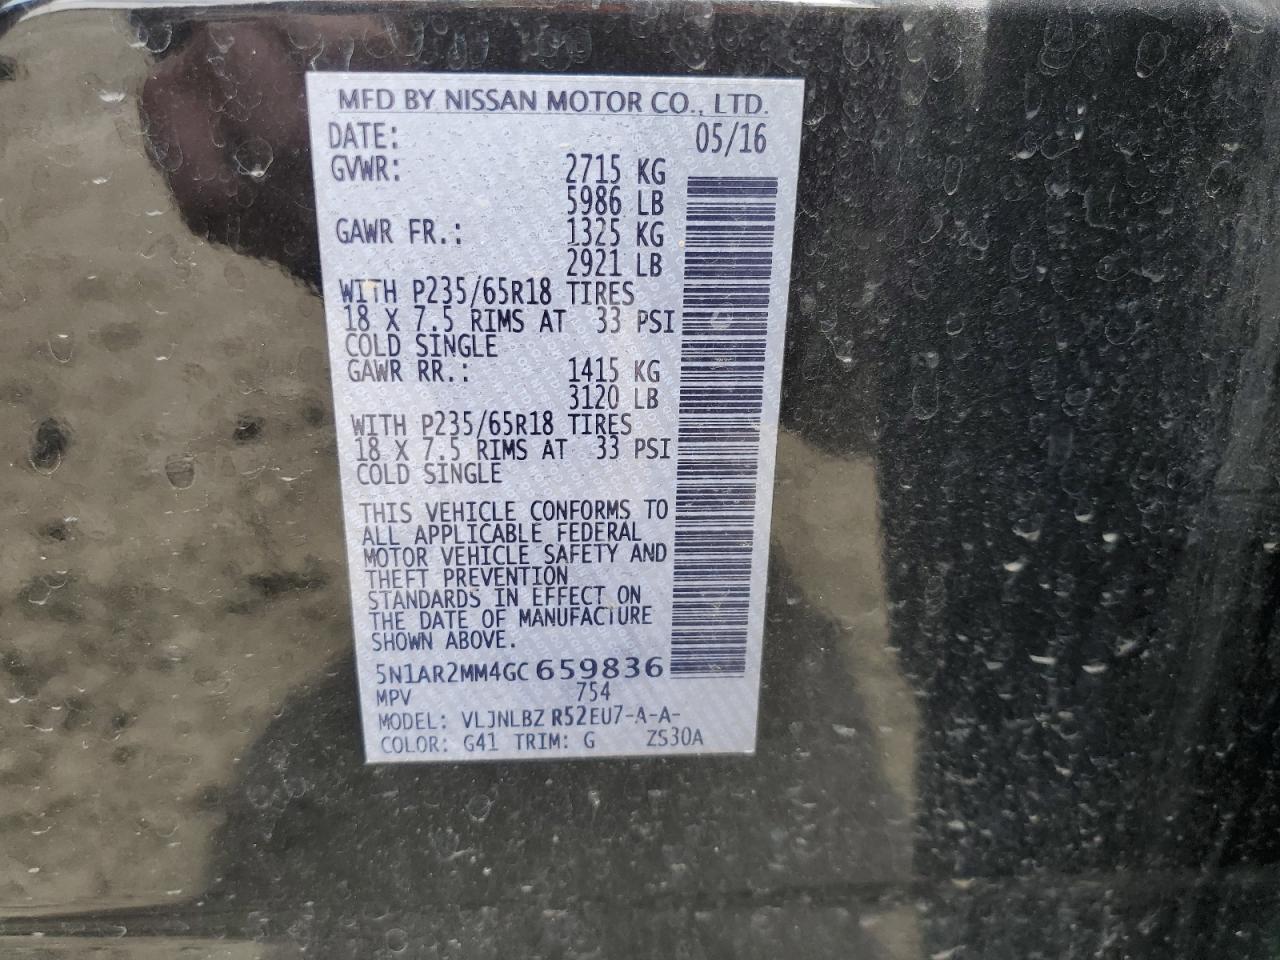 MFD BY NISSAN MOTOR CO., LTD.
DATE: 05/16
GVWR: 2715 KG
5986 LB
GAWR FR.: 1325 KG
2921 LB
WITH P235/65R18 TIRES
18 X 7.5 RIMS AT 33 PSI
COLD SINGLE
GAWR RR.: 1415 KG
3120 LB
WITH P235/65R18 TIRES
18 X 7.5 RIMS AT 33 PSI
COLD SINGLE
THIS VEHICLE CONFORMS TO
ALL APPLICABLE FEDERAL
MOTOR VEHICLE SAFETY AND
THEFT PREVENTION
STANDARDS IN EFFECT ON
THE DATE OF MANUFACTURE
SHOWN ABOVE.
5N1AR2MM4GC659836
MPV 754
MODEL: VLJNLBZ R52EU7-A-A-
COLOR: G41 TRIM: G ZS30A